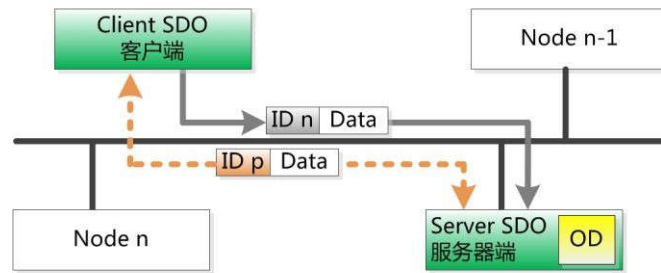 Client SDO
客户端
Node n-1
ID n Data
ID p Data
Node n
Server SDO
服务器端
OD